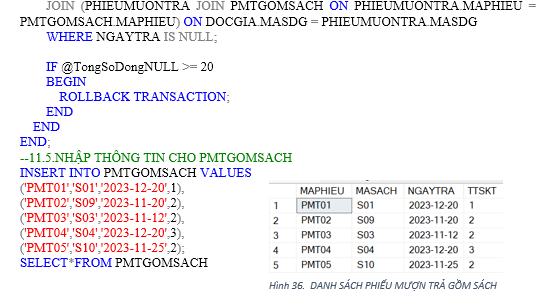 JOIN (PHIEUMUONTRA JOIN PMTGOMSACH ON PHIEUMUONTRA.MAPHIEU =
PMTGOMSACH.MAPHIEU) ON DOCGIA.MASDG = PHIEUMUONTRA.MASDG
WHERE NGAYTRA IS NULL;
IF @TongSoDongNULL >= 20
BEGIN
ROLLBACK TRANSACTION;
END
END
END;
--11.5.NHẬP THÔNG TIN CHO PMTGOMSACH
INSERT INTO PMTGOMSACH VALUES
('PMT01','S01','2023-12-20',1),
('PMT02','S09','2023-11-20',2),
('PMT03','S03','2023-11-12',2),
('PMT04','S04','2023-12-20',3),
('PMT05','S10','2023-11-25',2);
SELECT*FROM PMTGOMSACH
MAPHIEU MASACH NGAYTRA TTSKT
1 PMT01 S01 2023-12-20 1
2 PMT02 S09 2023-11-20 2
3 PMT03 S03 2023-11-12 2
4 PMT04 S04 2023-12-20 3
5 PMT05 S10 2023-11-25 2
Hình 36. DANH SÁCH PHIẾU MƯỢN TRẢ GỒM SÁCH